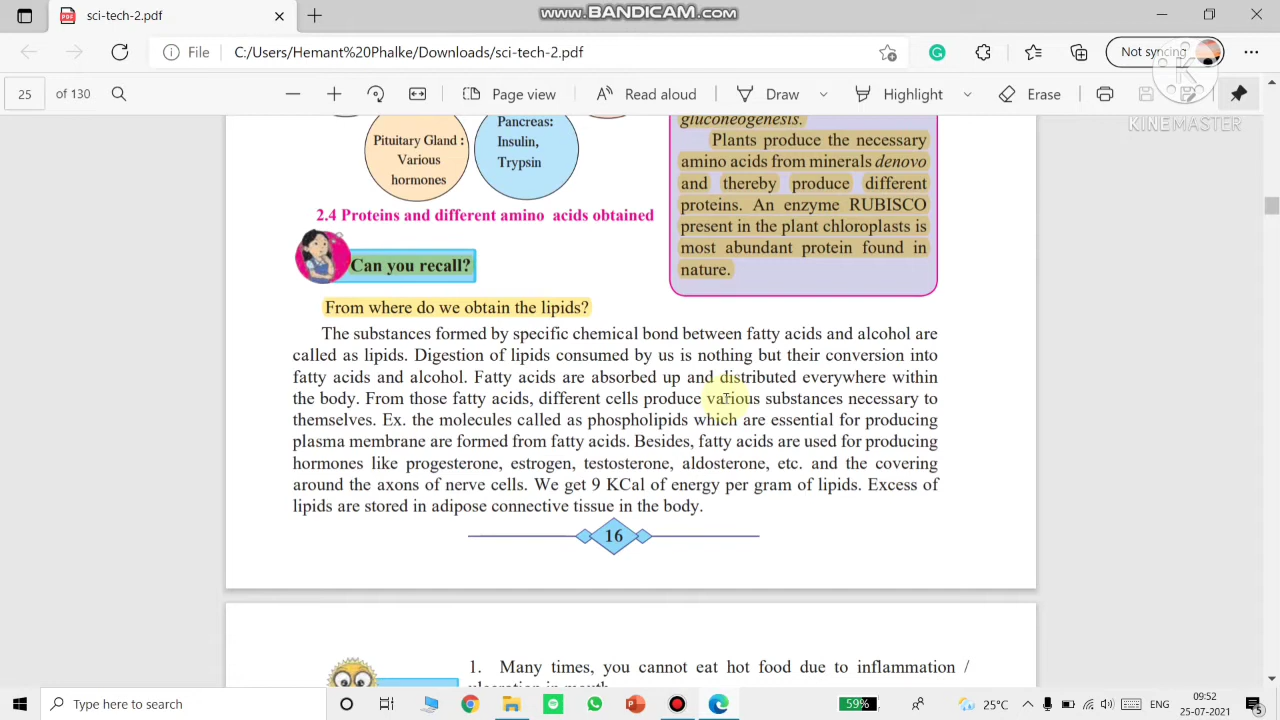 www.BANDICAM.com
sci-tech-2.pdf
File
C:/Users/Hemant%20Phalke/Downloads/sci-tech-2.pdf
Not syncing
25
of 130
Page view
Read aloud
Draw
Highlight
Erase
KINEMASTER
Pituitary Gland :
Various
hormones
Pancreas:
Insulin,
Trypsin
2.4 Proteins and different amino acids obtained
gluconeogenesis.
Plants produce the necessary
amino acids from minerals denovo
and thereby produce different
proteins. An enzyme RUBISCO
present in the plant chloroplasts is
most abundant protein found in
nature.
Can you recall?
From where do we obtain the lipids?
The substances formed by specific chemical bond between fatty acids and alcohol are
called as lipids. Digestion of lipids consumed by us is nothing but their conversion into
fatty acids and alcohol. Fatty acids are absorbed up and distributed everywhere within
the body. From those fatty acids, different cells produce various substances necessary to
themselves. Ex. the molecules called as phospholipids which are essential for producing
plasma membrane are formed from fatty acids. Besides, fatty acids are used for producing
hormones like progesterone, estrogen, testosterone, aldosterone, etc. and the covering
around the axons of nerve cells. We get 9 KCal of energy per gram of lipids. Excess of
lipids are stored in adipose connective tissue in the body.
16
1. Many times, you cannot eat hot food due to inflammation /
ulceration in mouth
Type here to search
59%
25°C
ENG
09:52
25-07-2021
5